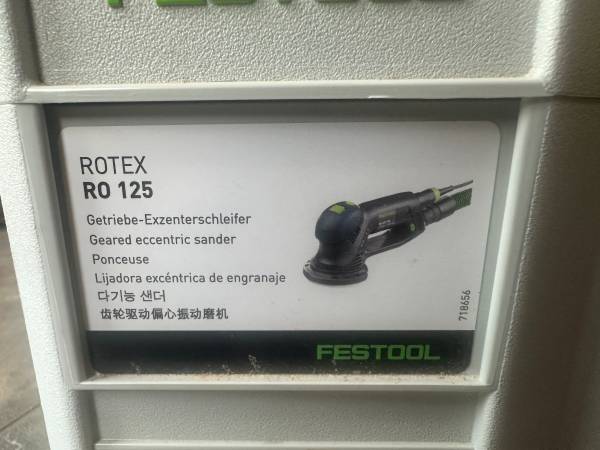 ROTEX
RO 125
Getriebe-Exzenterschleifer
Geared eccentric sander
Ponceuse
Lijadora excéntrica de engranaje
다기능 샌더
齿轮驱动偏心振动磨机
718656
FESTOOL